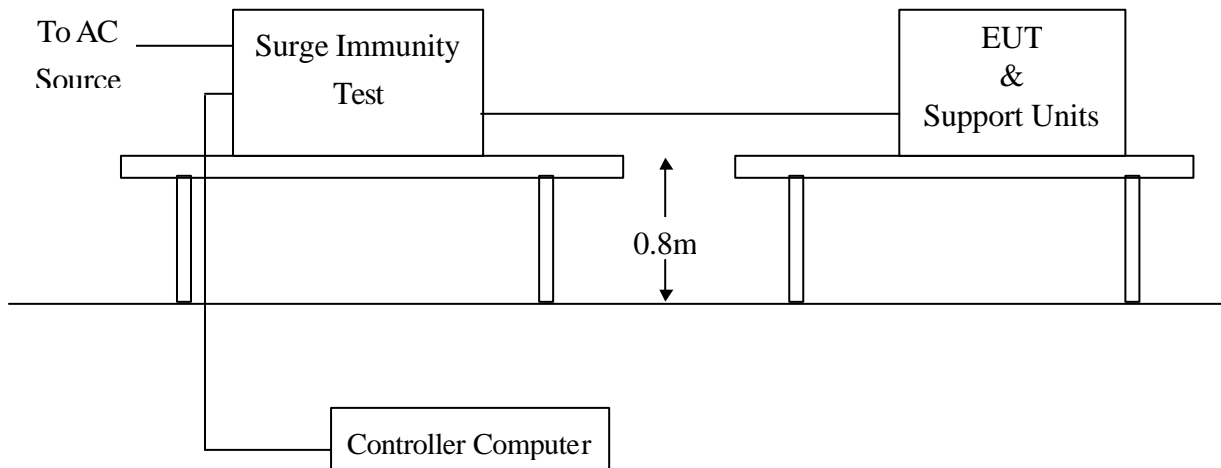 To AC
Source
Surge Immunity
Test
EUT
&
Support Units
0.8m
Controller Computer